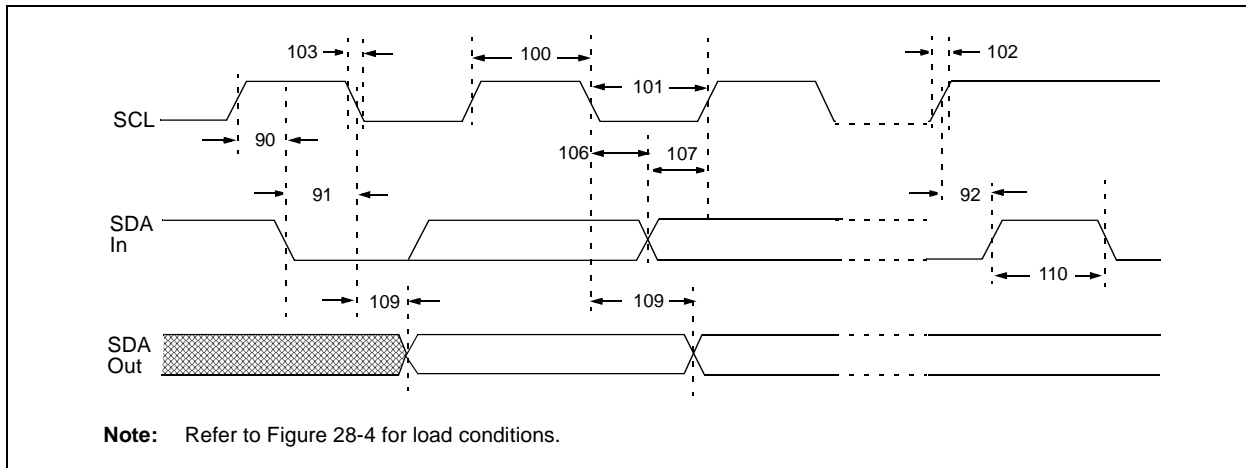 103
100
102
101
SCL
90
106
107
91
92
SDA
In
110
109
109
SDA
Out
Note: Refer to Figure 28-4 for load conditions.